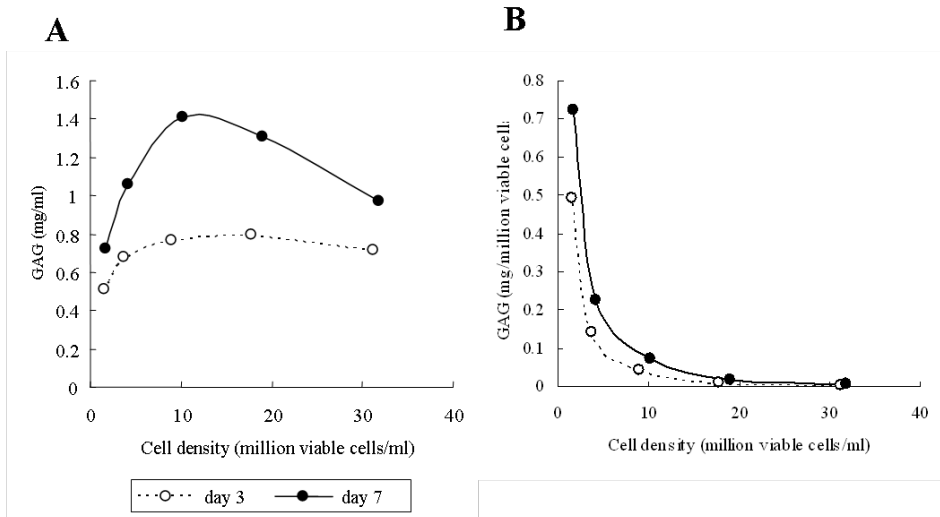 A
B
GAG (mg/ml)
1.6
1.4
1.2
1
0.8
0.6
0.4
0.2
0
0 10 20 30 40
Cell density (million viable cells/ml)
GAG (mg/million viable cells
0.8
0.7
0.6
0.5
0.4
0.3
0.2
0.1
0
0 10 20 30 40
Cell density (million viable cells/ml)
day 3 day 7